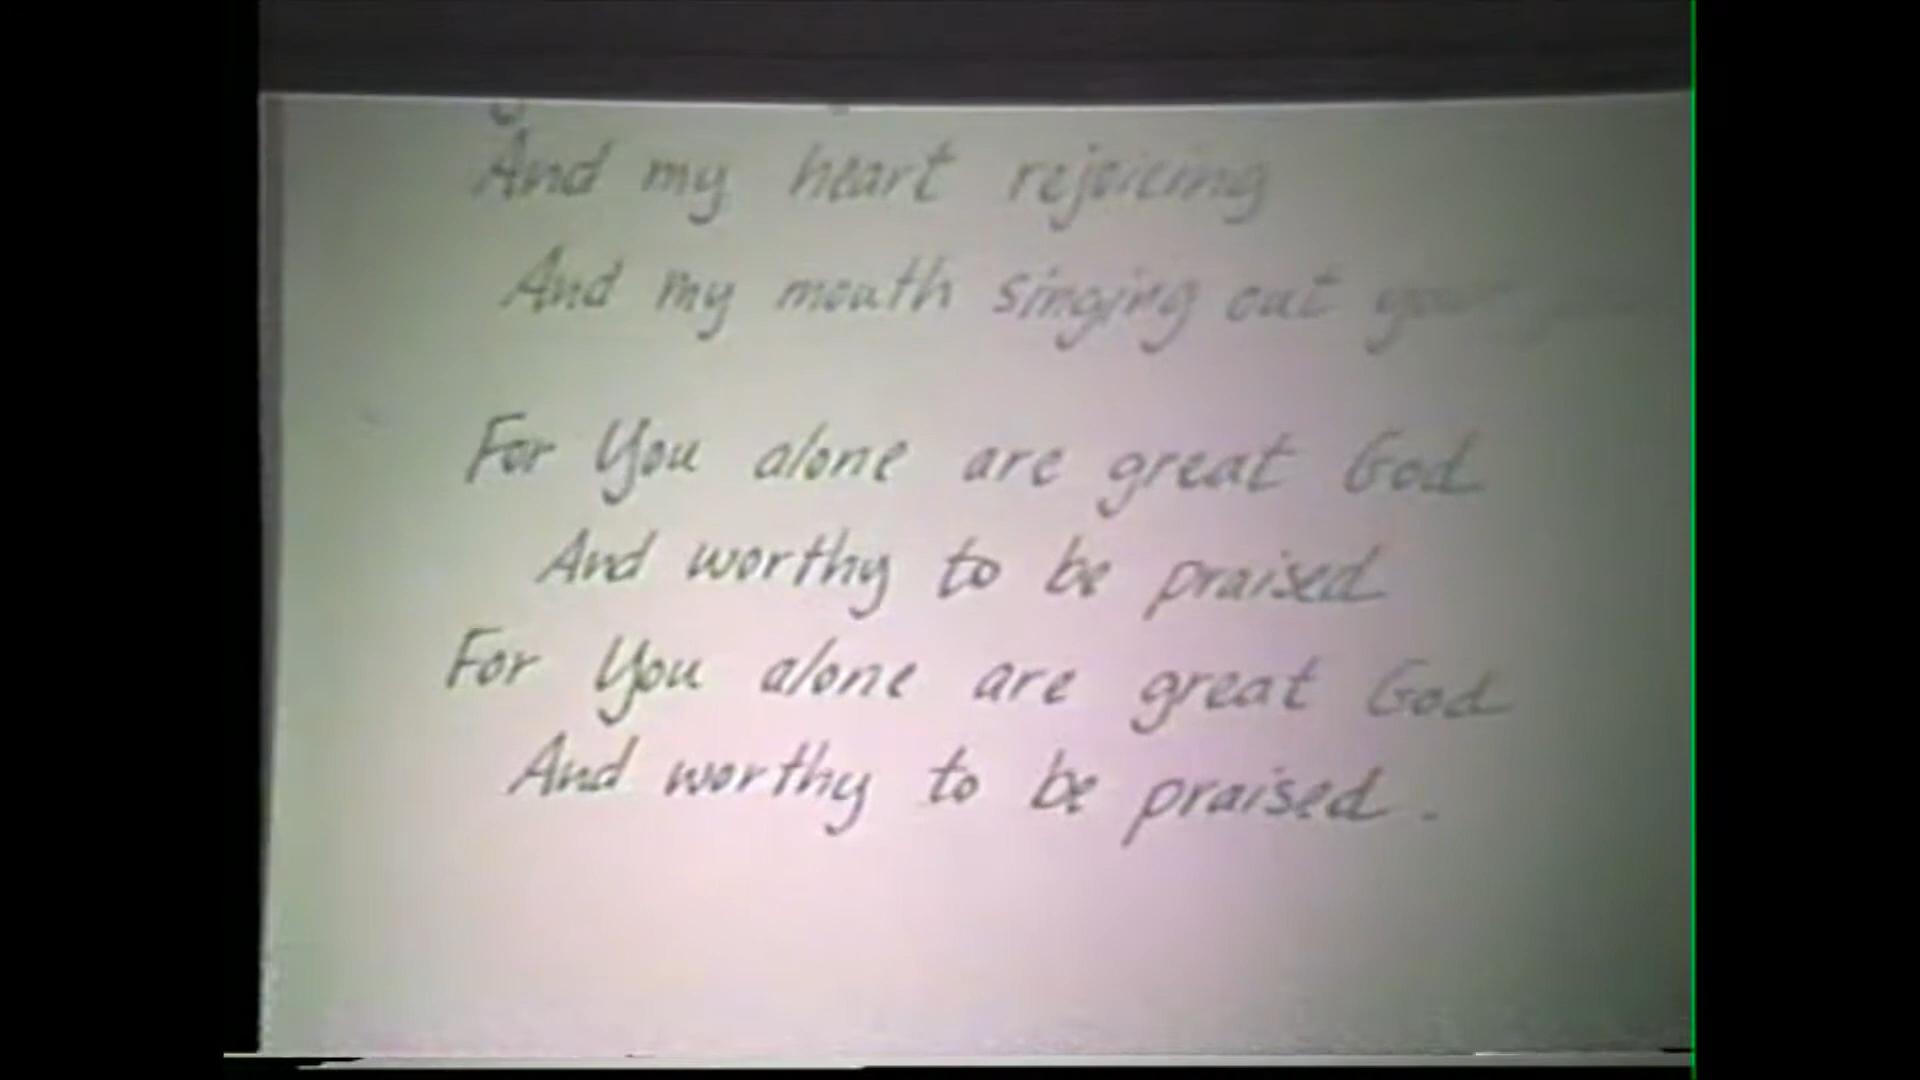 And my heart rejoicing
And my mouth singing out your
For You alone are great God
And worthy to be praised
For You alone are great God
And worthy to be praised.